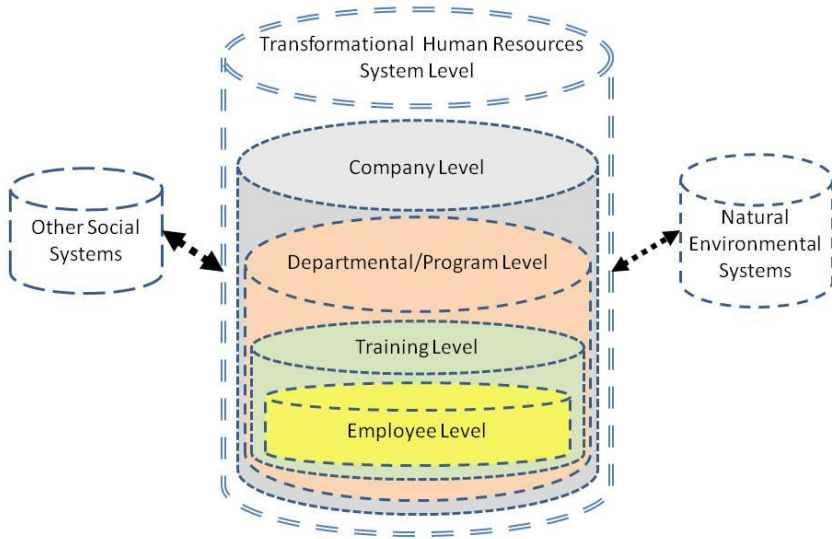 Transformational Human Resources
System Level
Company Level
Other Social
Systems
Natural
Environmental
Systems
Departmental/Program Level
Training Level
Employee Level